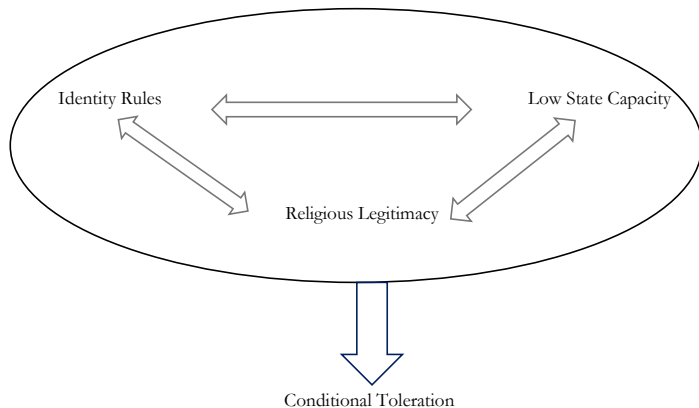 Identity Rules
Low State Capacity
Religious Legitimacy
Conditional Toleration